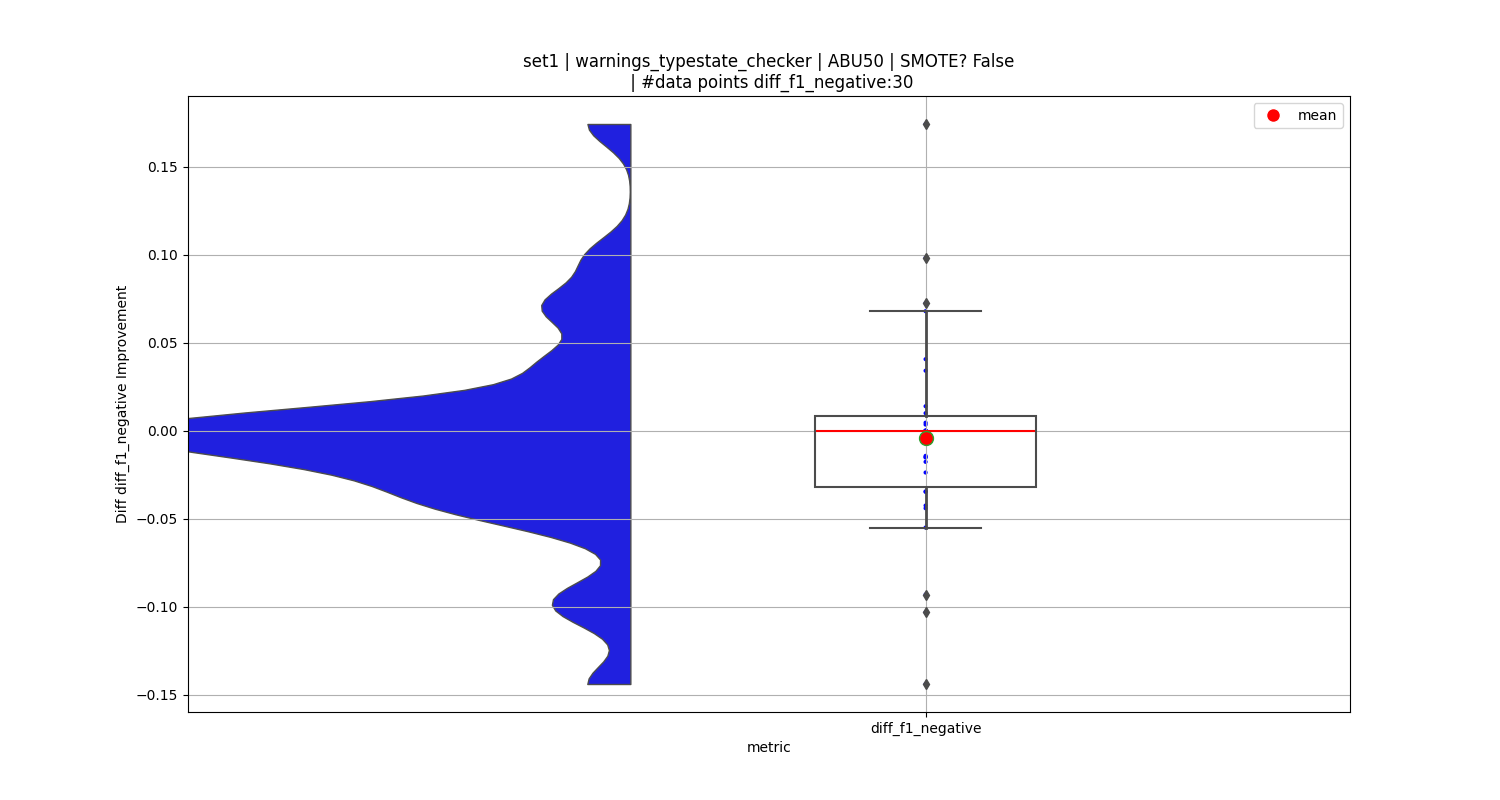 set1 | warnings_typestate_checker | ABU50 | SMOTE? False
| #data points diff_f1_negative:30
mean
0.15
0.10
0.05
0.00
−0.05
−0.10
−0.15
Diff diff_f1_negative Improvement
diff_f1_negative
metric